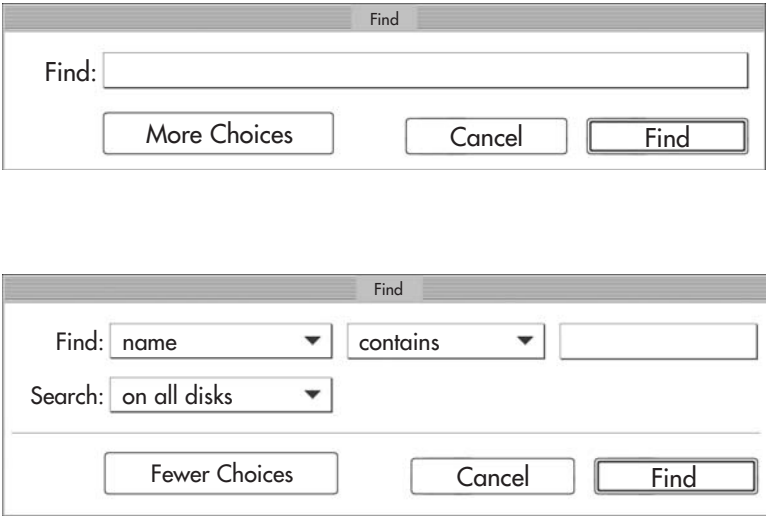 Find
Find:
More Choices Cancel Find
Find
Find: name contains
Search: on all disks
Fewer Choices Cancel Find